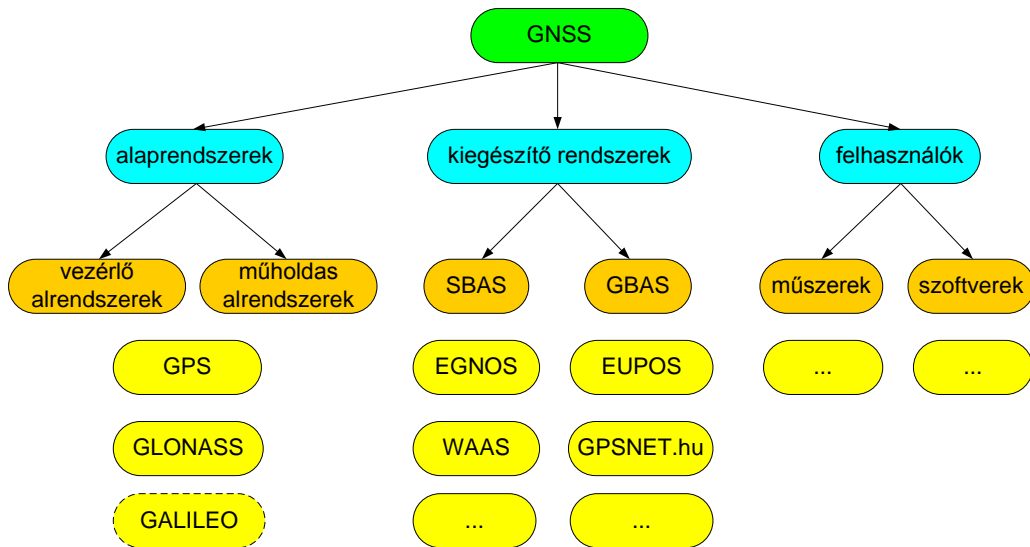 GNSS
alaprendszerek
kiegészítő rendszerek
felhasználók
vezérlő
alrendszerek
műholdas
alrendszerek
SBAS
GBAS
műszerek
szoftverek
GPS
EGNOS
EUPOS
...
...
GLONASS
WAAS
GPSNET.hu
GALILEO
...
...